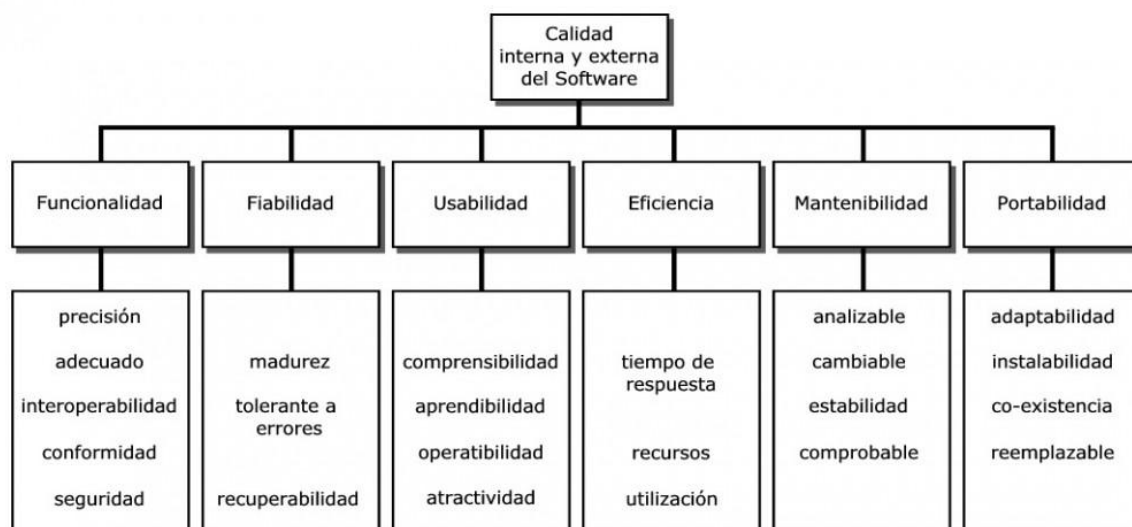 Calidad
interna y externa
del Software
Funcionalidad
Fiabilidad
Usabilidad
Eficiencia
Mantenibilidad
Portabilidad
precisión
adecuado
interoperabilidad
conformidad
seguridad
madurez
tolerante a
errores
recuperabilidad
comprensibilidad
aprendibilidad
operatibilidad
atractividad
tiempo de
respuesta
recursos
utilización
analizable
cambiable
estabilidad
comprobable
adaptabilidad
instalabilidad
co-existencia
reemplazable